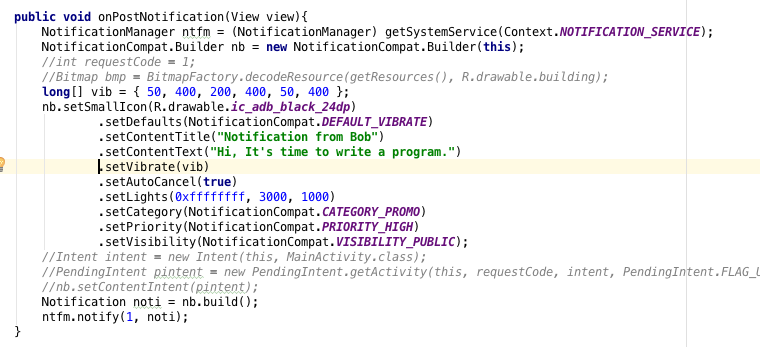 public void onPostNotification(View view){
NotificationManager ntfm = (NotificationManager) getSystemService(Context.NOTIFICATION_SERVICE);
NotificationCompat.Builder nb = new NotificationCompat.Builder(this);
//int requestCode = 1;
//Bitmap bmp = BitmapFactory.decodeResource(getResources(), R.drawable.building);
long[] vib = { 50, 400, 200, 400, 50, 400 };
nb.setSmallIcon(R.drawable.ic_adb_black_24dp)
.setDefaults(NotificationCompat.DEFAULT_VIBRATE)
.setContentTitle("Notification from Bob")
.setContentText("Hi, It's time to write a program.")
.setVibrate(vib)
.setAutoCancel(true)
.setLights(0xffffffff, 3000, 1000)
.setCategory(NotificationCompat.CATEGORY_PROMO)
.setPriority(NotificationCompat.PRIORITY_HIGH)
.setVisibility(NotificationCompat.VISIBILITY_PUBLIC);
//Intent intent = new Intent(this, MainActivity.class);
//PendingIntent pintent = new PendingIntent.getActivity(this, requestCode, intent, PendingIntent.FLAG_U
//nb.setContentIntent(pintent);
Notification noti = nb.build();
ntfm.notify(1, noti);
}